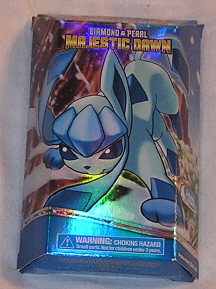 DIAMOND & PEARL
MAJESTIC DAWN
WARNING: CHOKING HAZARD
Small parts. Not for children under 3 years.